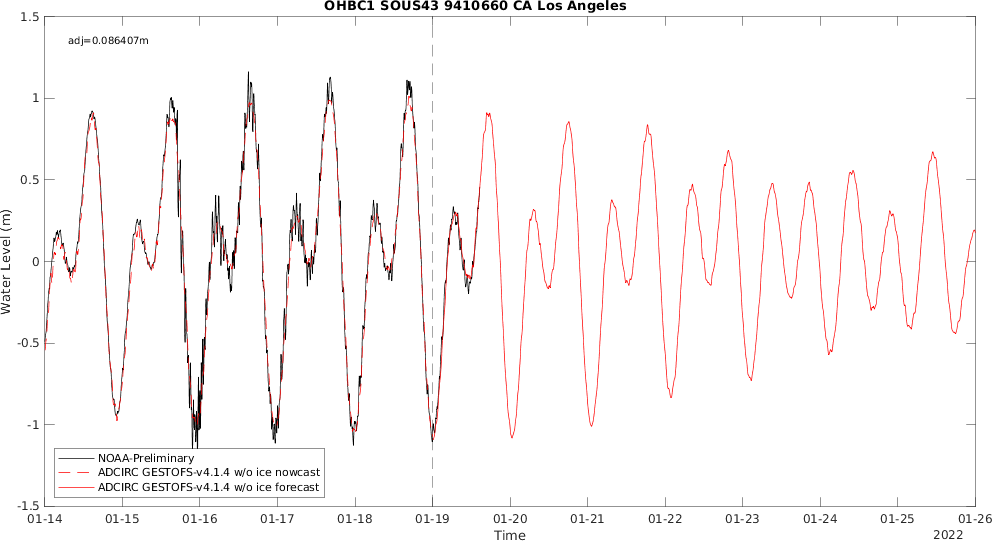 OHBC1 SOUS43 9410660 CA Los Angeles
adj=0.086407m
1.5
1
0.5
0
-0.5
-1
-1.5
Water Level (m)
NOAA-Preliminary
ADCIRC GESTOFS-v4.1.4 w/o ice nowcast
ADCIRC GESTOFS-v4.1.4 w/o ice forecast
01-14 01-15 01-16 01-17 01-18 01-19 01-20 01-21 01-22 01-23 01-24 01-25 01-26
Time
2022